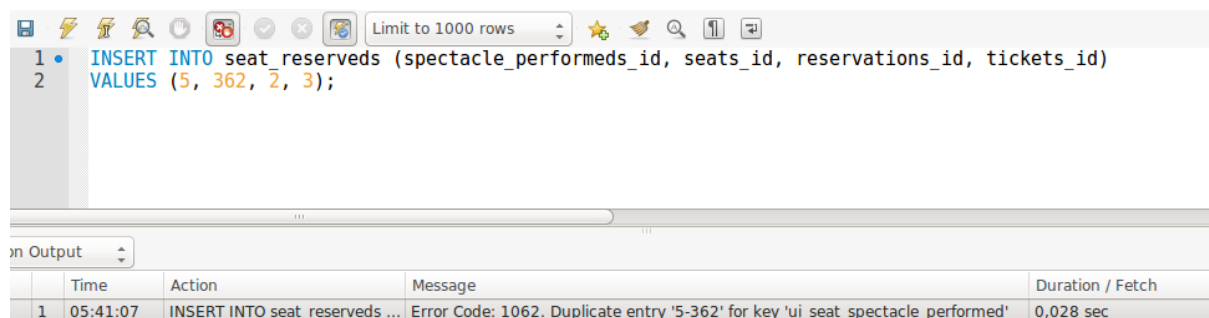 Limit to 1000 rows
1 INSERT INTO seat_reserveds (spectacle_performeds_id, seats_id, reservations_id, tickets_id)
2 VALUES (5, 362, 2, 3);
on Output
Time Action Message Duration / Fetch
1 05:41:07 INSERT INTO seat_reserveds ... Error Code: 1062. Duplicate entry '5-362' for key 'ui_seat_spectacle_performed' 0,028 sec